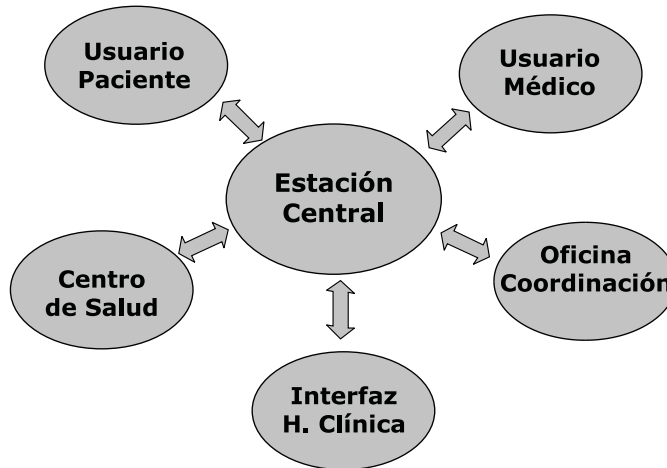 Usuario
Paciente
Usuario
Médico
Estación
Central
Centro
de Salud
Oficina
Coordinación
Interfaz
H. Clínica